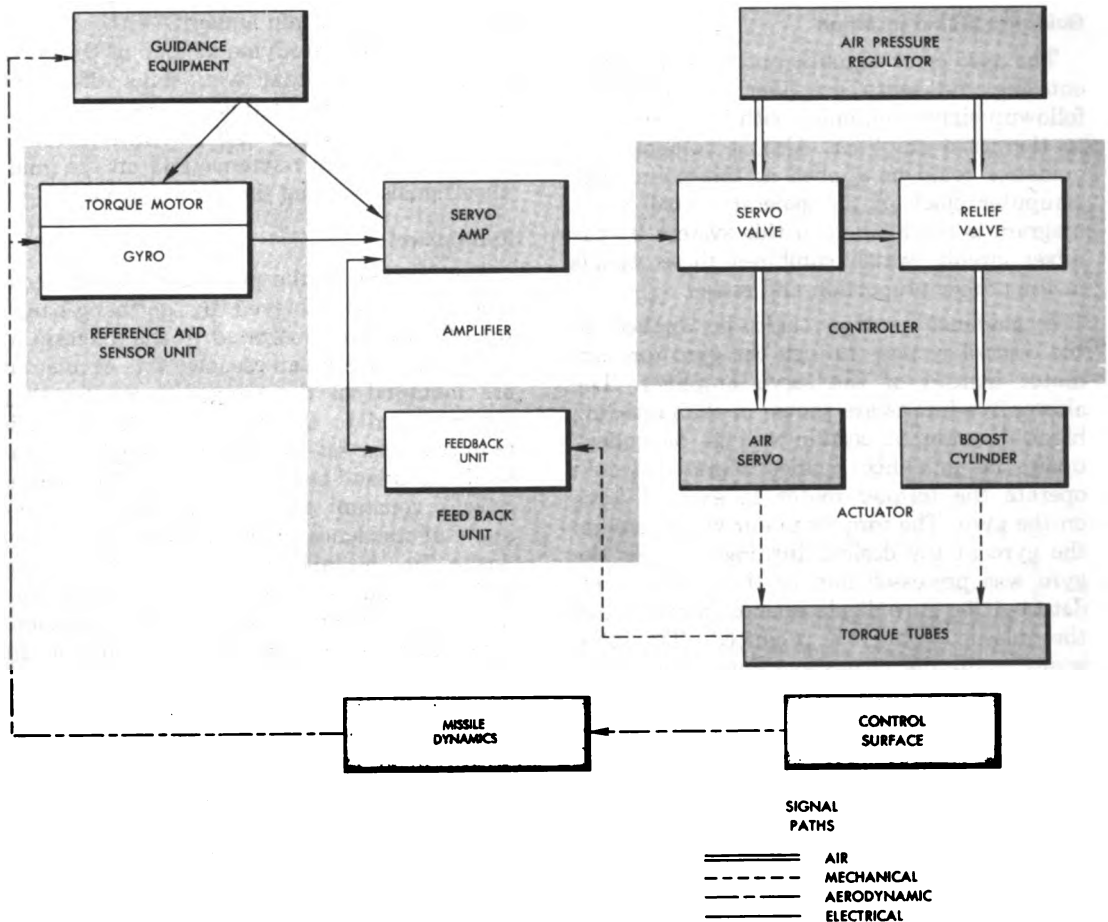 GUIDANCE
EQUIPMENT
AIR PRESSURE
REGULATOR
TORQUE MOTOR
GYRO
SERVO
AMP
SERVO
VALVE
RELIEF
VALVE
REFERENCE AND
SENSOR UNIT
AMPLIFIER
CONTROLLER
FEEDBACK
UNIT
FEED BACK
UNIT
AIR
SERVO
BOOST
CYLINDER
ACTUATOR
TORQUE TUBES
MISSILE
DYNAMICS
CONTROL
SURFACE
SIGNAL
PATHS
AIR
MECHANICAL
AERODYNAMIC
ELECTRICAL